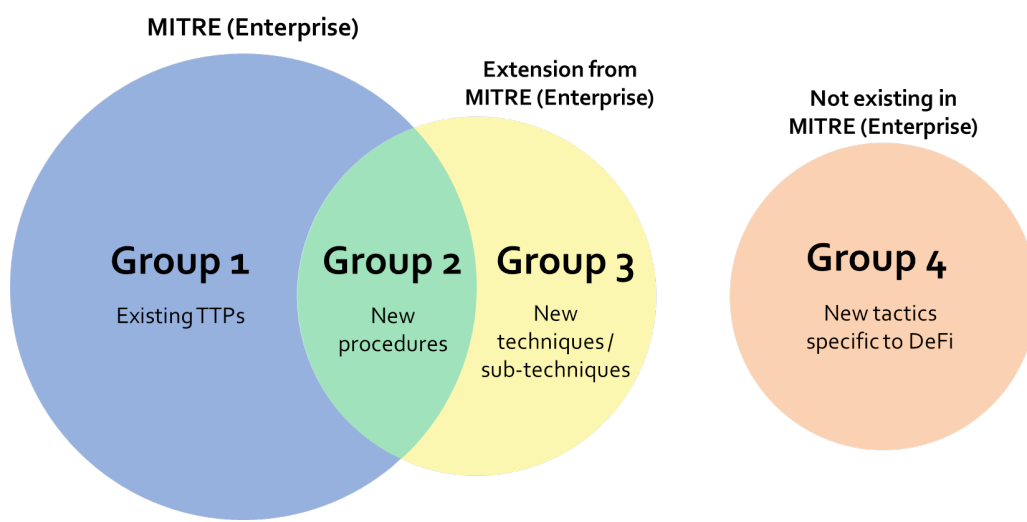 MITRE (Enterprise)
Extension from
MITRE (Enterprise)
Not existing in
MITRE (Enterprise)
Group 1
Existing TTPs
Group 2
New
procedures
Group 3
New
techniques /
sub-techniques
Group 4
New tactics
specific to DeFi